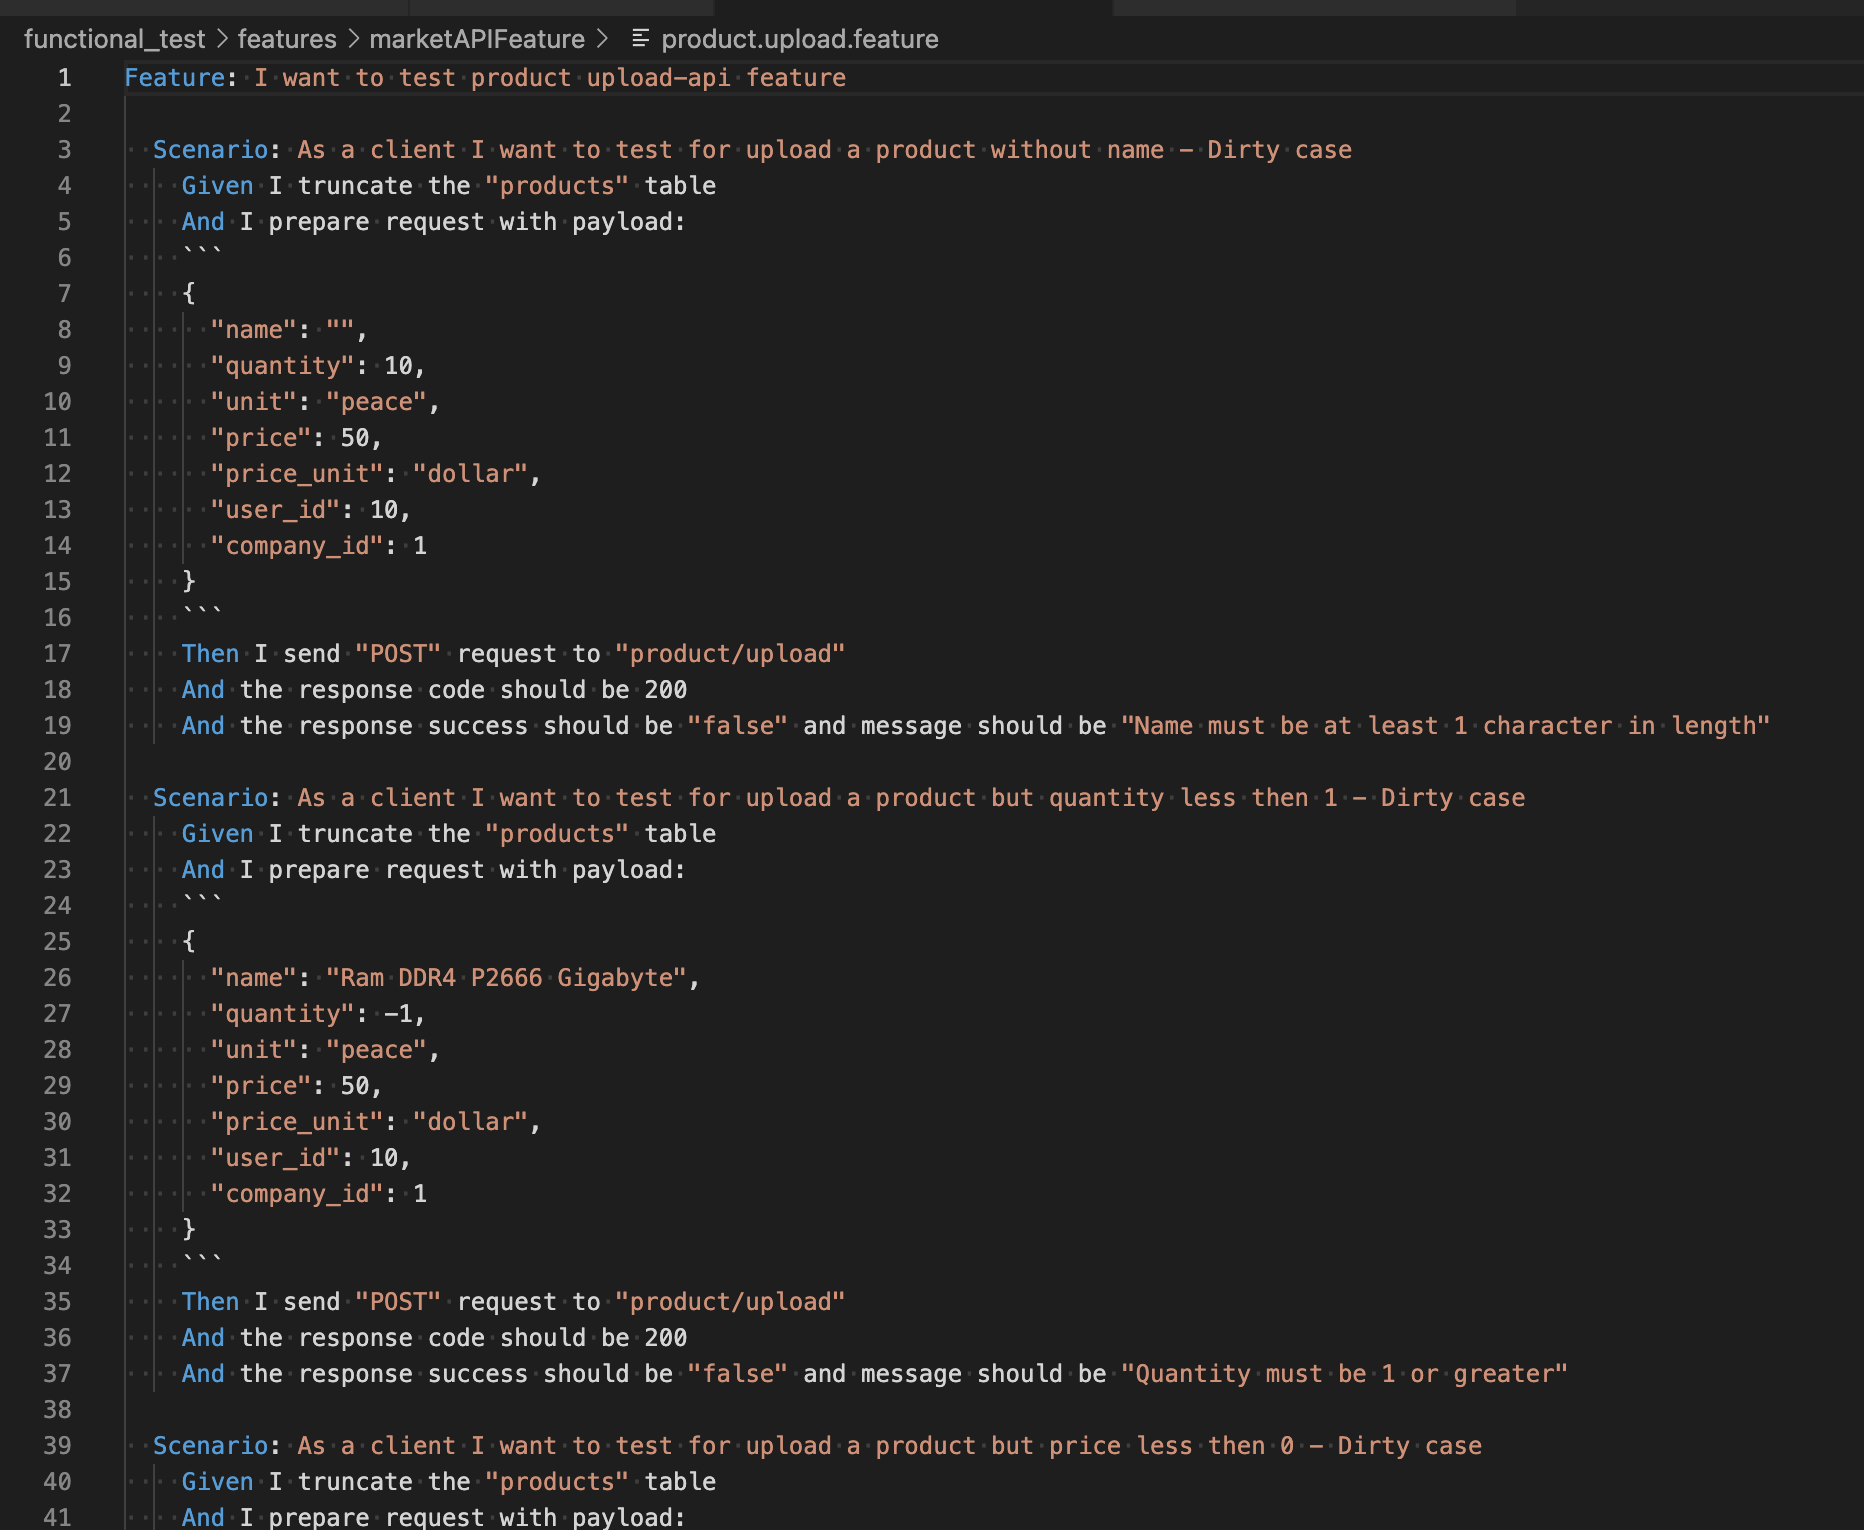 functional_test > features > marketAPIFeature > product.upload.feature
1 Feature: I want to test product upload-api feature
2
3 Scenario: As a client I want to test for upload a product without name - Dirty case
4 Given I truncate the "products" table
5 And I prepare request with payload:
6 ```
7 {
8 "name": "",
9 "quantity": 10,
10 "unit": "peace",
11 "price": 50,
12 "price_unit": "dollar",
13 "user_id": 10,
14 "company_id": 1
15 }
16 ```
17 Then I send "POST" request to "product/upload"
18 And the response code should be 200
19 And the response success should be "false" and message should be "Name must be at least 1 character in length"
20
21 Scenario: As a client I want to test for upload a product but quantity less then 1 - Dirty case
22 Given I truncate the "products" table
23 And I prepare request with payload:
24 ```
25 {
26 "name": "Ram DDR4 P2666 Gigabyte",
27 "quantity": -1,
28 "unit": "peace",
29 "price": 50,
30 "price_unit": "dollar",
31 "user_id": 10,
32 "company_id": 1
33 }
34 ```
35 Then I send "POST" request to "product/upload"
36 And the response code should be 200
37 And the response success should be "false" and message should be "Quantity must be 1 or greater"
38
39 Scenario: As a client I want to test for upload a product but price less then 0 - Dirty case
40 Given I truncate the "products" table
41 And I prepare request with payload: